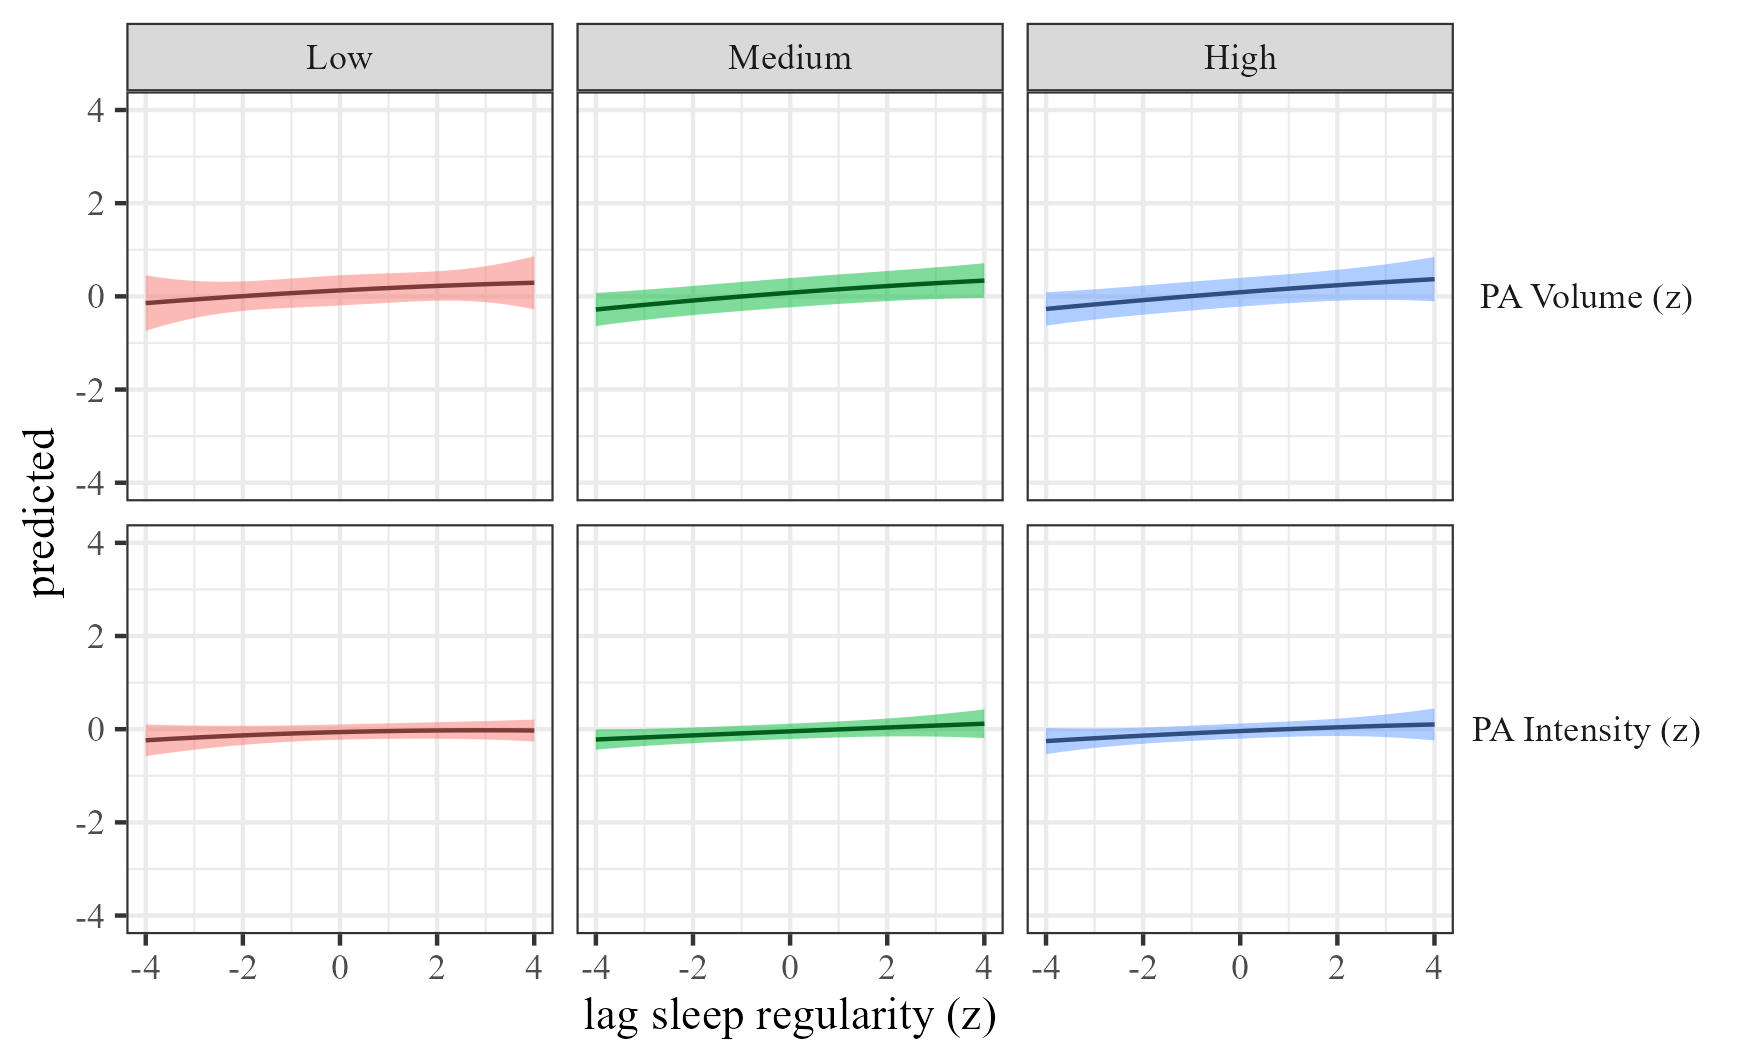 Low Medium High
4
2
0
-2
-4
PA Volume (z)
predicted
4
2
0
-2
-4
PA Intensity (z)
-4 -2 0 2 4 -4 -2 0 2 4 -4 -2 0 2 4
lag sleep regularity (z)